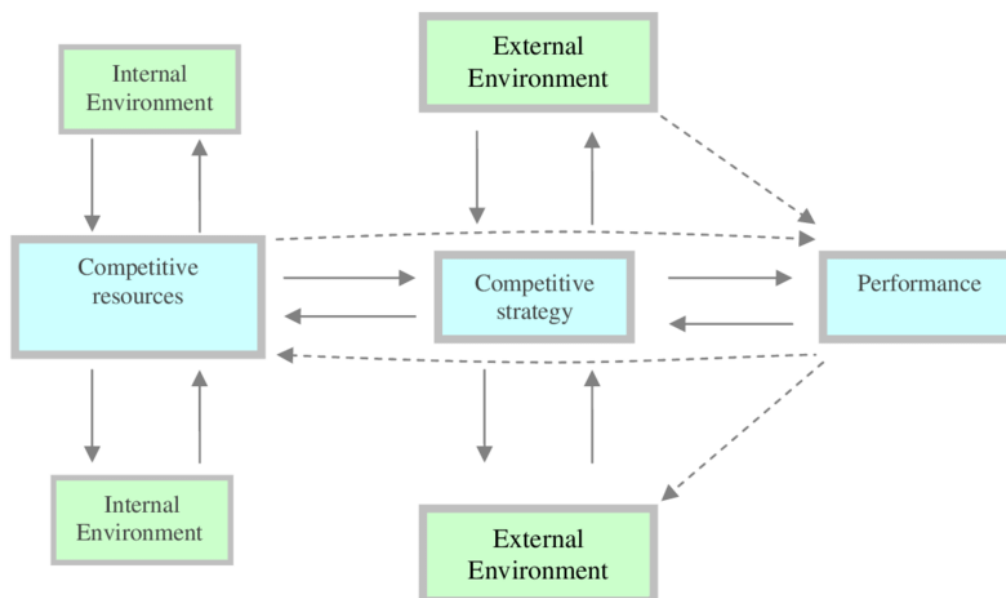 Internal
Environment
External
Environment
Competitive
resources
Competitive
strategy
Performance
Internal
Environment
External
Environment